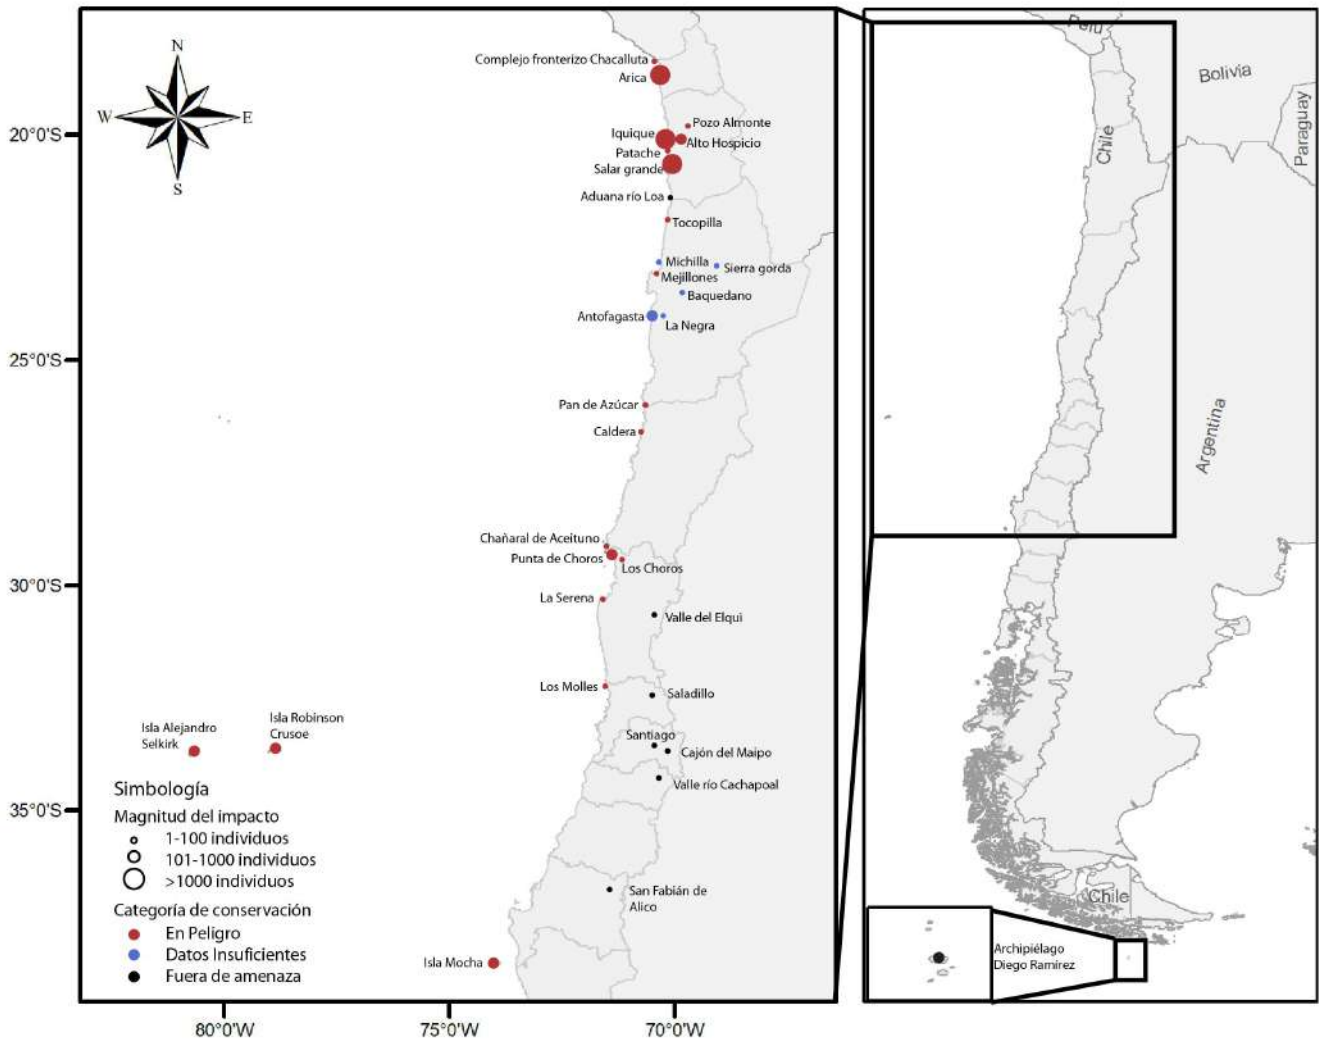 N
W
E
S
20°0'S
25°0'S
30°0'S
35°0'S
80°0'W
75°0'W
70°0'W
Complejo fronterizo Chacalluta
Arica
Pozo Almonte
Iquique
Alto Hospicio
Patache
Salar grande
Aduana río Loa
Tocopilla
Michilla
Sierra gorda
Mejillones
Baquedano
Antofagasta
La Negra
Pan de Azúcar
Caldera
Chañaral de Aceituno
Punta de Choros
Los Choros
La Serena
Valle del Elqui
Los Molles
Saladillo
Isla Alejandro
Selkirk
Isla Robinson
Crusoe
Santiago
Cajón del Maipo
Valle río Cachapoal
San Fabián de
Alico
Isla Mocha
Simbología
Magnitud del impacto
1-100 individuos
101-1000 individuos
>1000 individuos
Categoría de conservación
En Peligro
Datos Insuficientes
Fuera de amenaza
Perú
Bolivia
Paraguay
Chile
Argentina
Chile
Archipiélago
Diego Ramírez